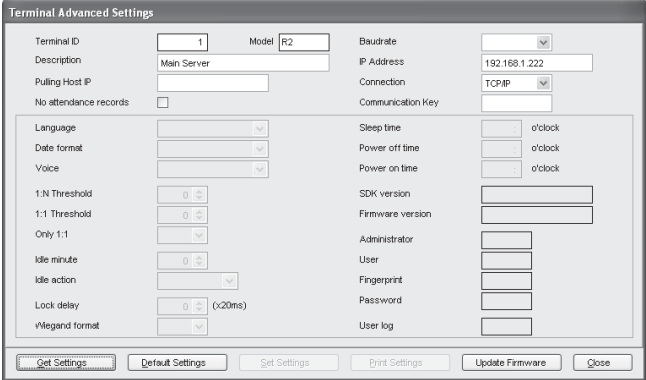 Terminal Advanced Settings
Terminal ID 1 Model R2 Baudrate
Description Main Server IP Address 192.168.1.222
Pulling Host IP Connection TCP/IP
No attendance records Communication Key
Language Sleep time : o'clock
Date format Power off time : o'clock
Voice Power on time : o'clock
1:N Threshold 0 SDK version
1:1 Threshold 0 Firmware version
Only 1:1 Administrator
Idle minute 0 User
Idle action Fingerprint
Lock delay 0 (x20ms) Password
Wiegand format User log
Get Settings Default Settings Set Settings Print Settings Update Firmware Close